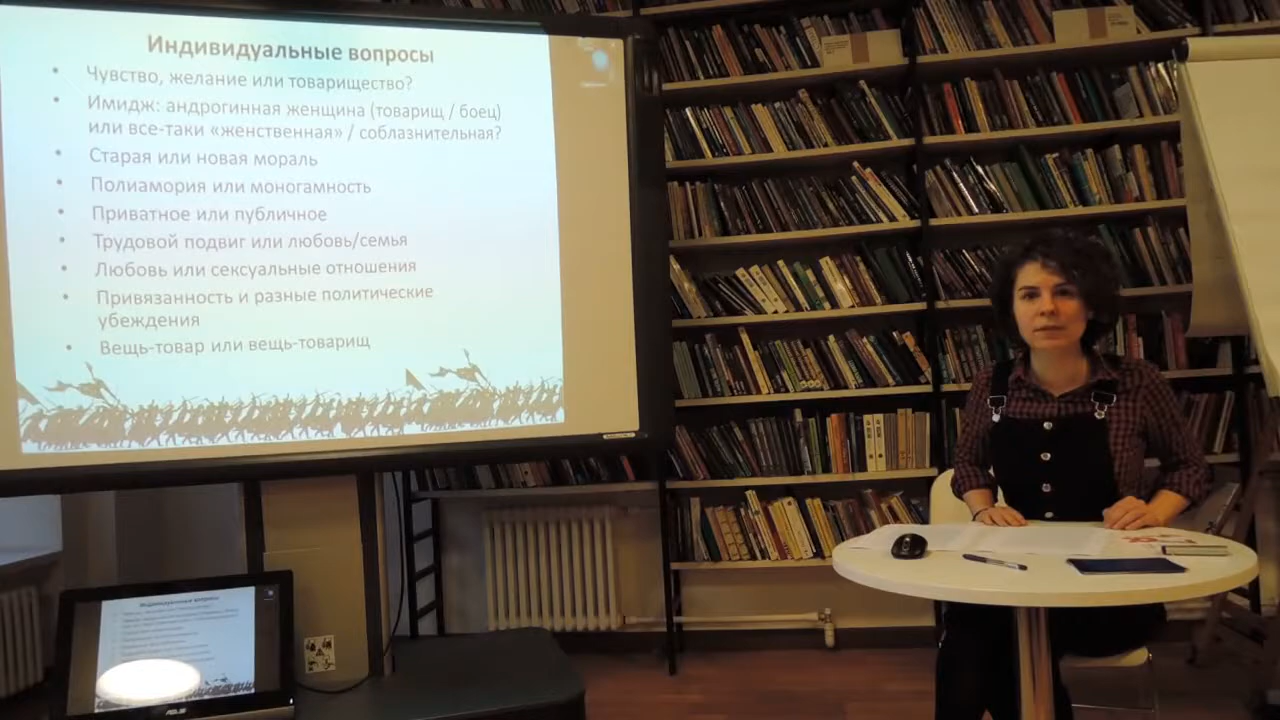 Индивидуальные вопросы
• Чувство, желание или товарищество?
• Имидж: андрогинная женщина (товарищ / боец)
или все-таки «женственная» / соблазнительная?
• Старая или новая мораль
• Полиамория или моногамность
• Приватное или публичное
• Трудовой подвиг или любовь/семья
• Любовь или сексуальные отношения
• Привязанность и разные политические
убеждения
• Вещь-товар или вещь-товарищ
Индивидуальные вопросы
ASUS